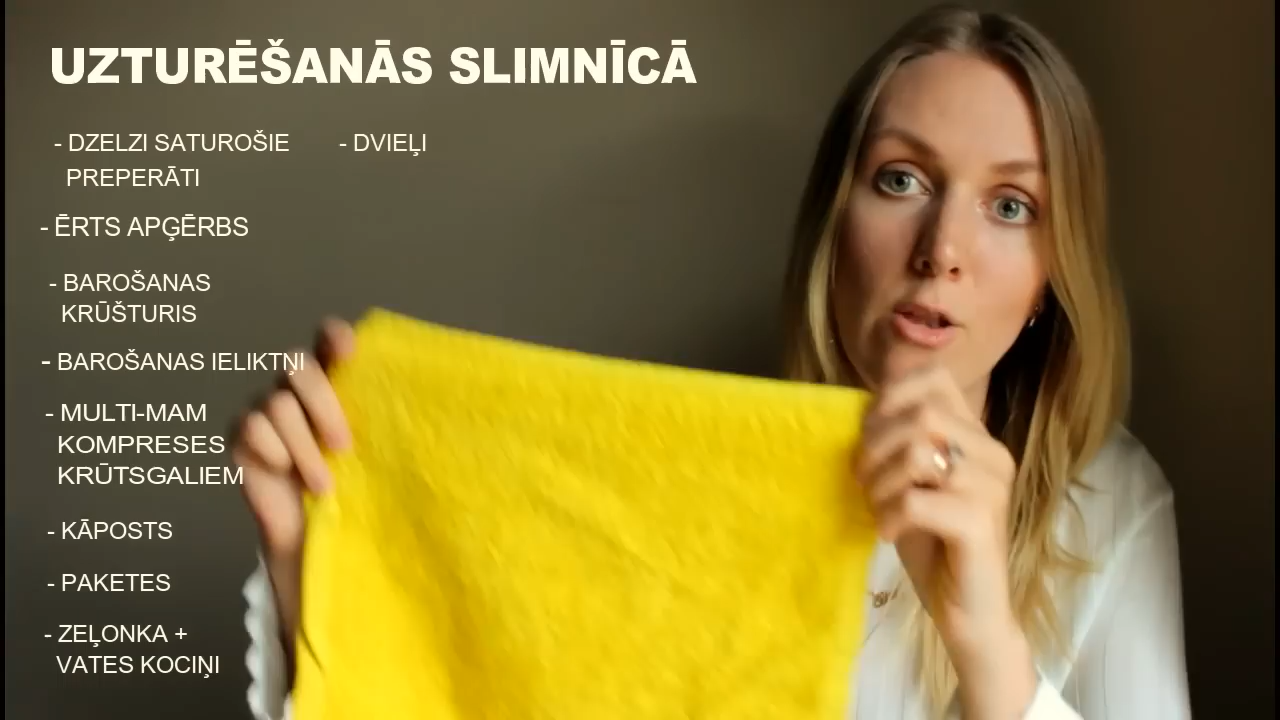 UZTURĒŠANĀS SLIMNĪCĀ
- DZELZI SATUROŠIE
PREPERĀTI
- ĒRTS APĢĒRBS
- BAROŠANAS
KRŪŠTURIS
- BAROŠANAS IELIKTŅI
- MULTI-MAM
KOMPRESES
KRŪTSGALIEM
- KĀPOSTS
- PAKETES
- ZEĻONKA +
VATES KOCIŅI
- DVIEĻI